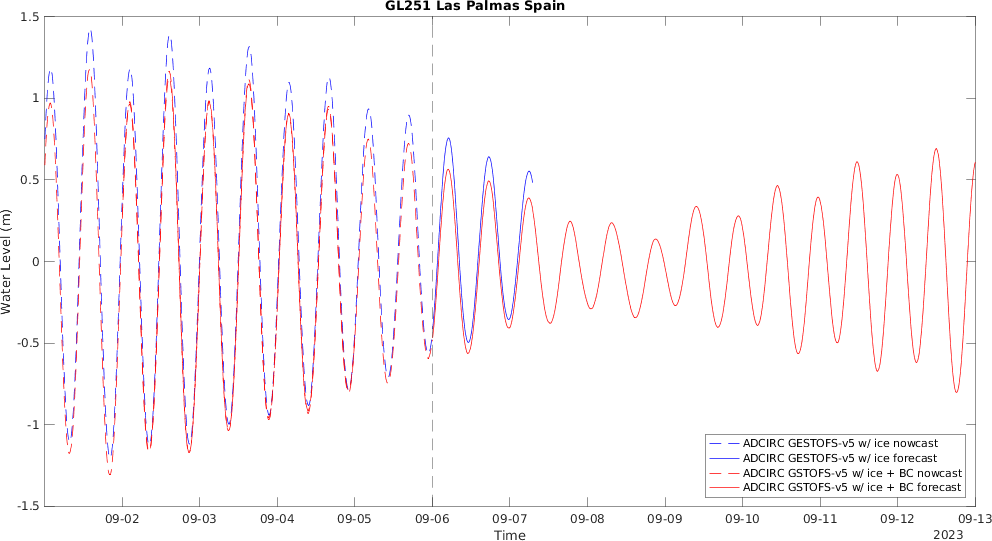 GL251 Las Palmas Spain
1.5
1
0.5
0
-0.5
-1
-1.5
Water Level (m)
09-02 09-03 09-04 09-05 09-06 09-07 09-08 09-09 09-10 09-11 09-12 09-13
Time
2023
ADCIRC GESTOFS-v5 w/ ice nowcast
ADCIRC GESTOFS-v5 w/ ice forecast
ADCIRC GSTOFS-v5 w/ ice + BC nowcast
ADCIRC GSTOFS-v5 w/ ice + BC forecast